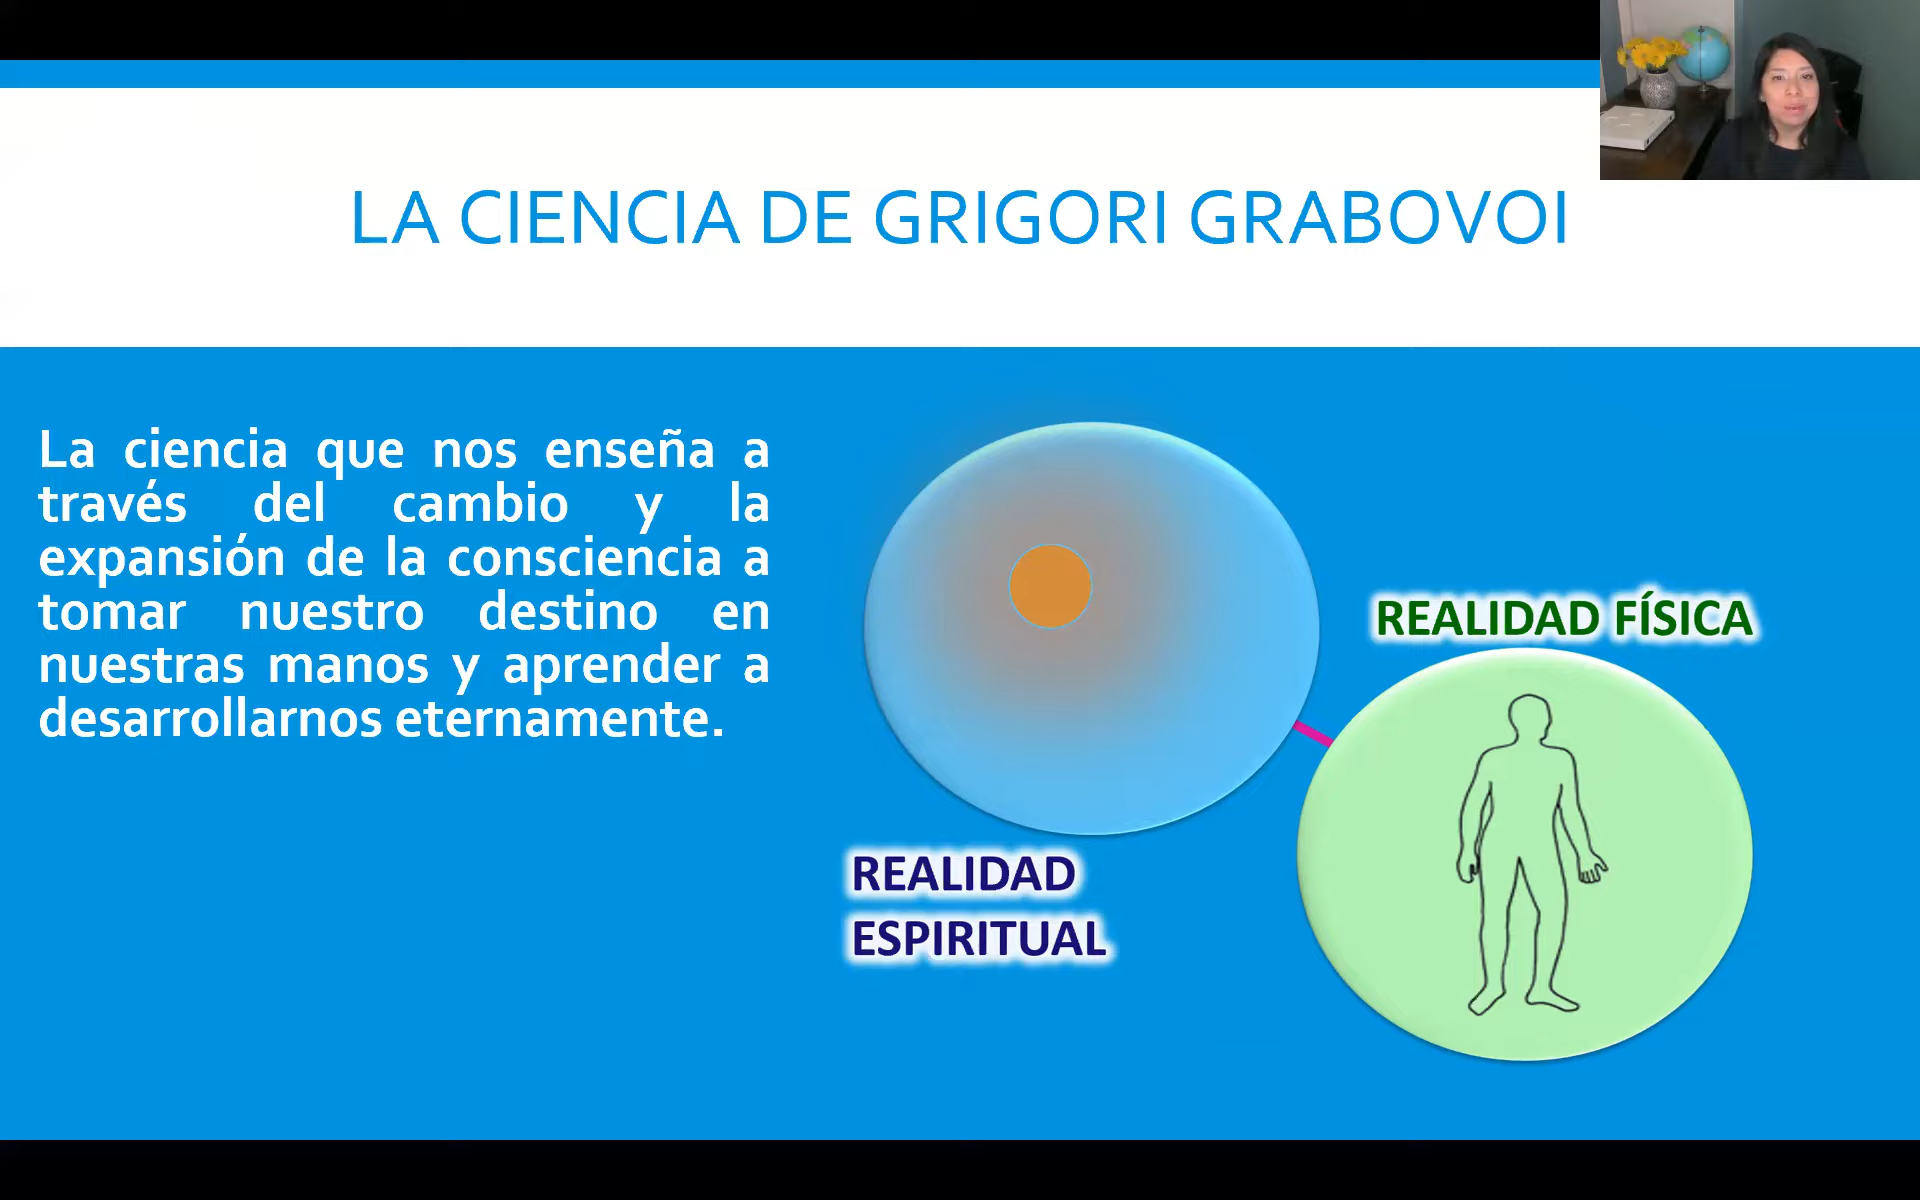 LA CIENCIA DE GRIGORI GRABOVOI
La ciencia que nos enseña a
través del cambio y la
expansión de la consciencia a
tomar nuestro destino en
nuestras manos y aprender a
desarrollarnos eternamente.
REALIDAD FÍSICA
REALIDAD
ESPIRITUAL